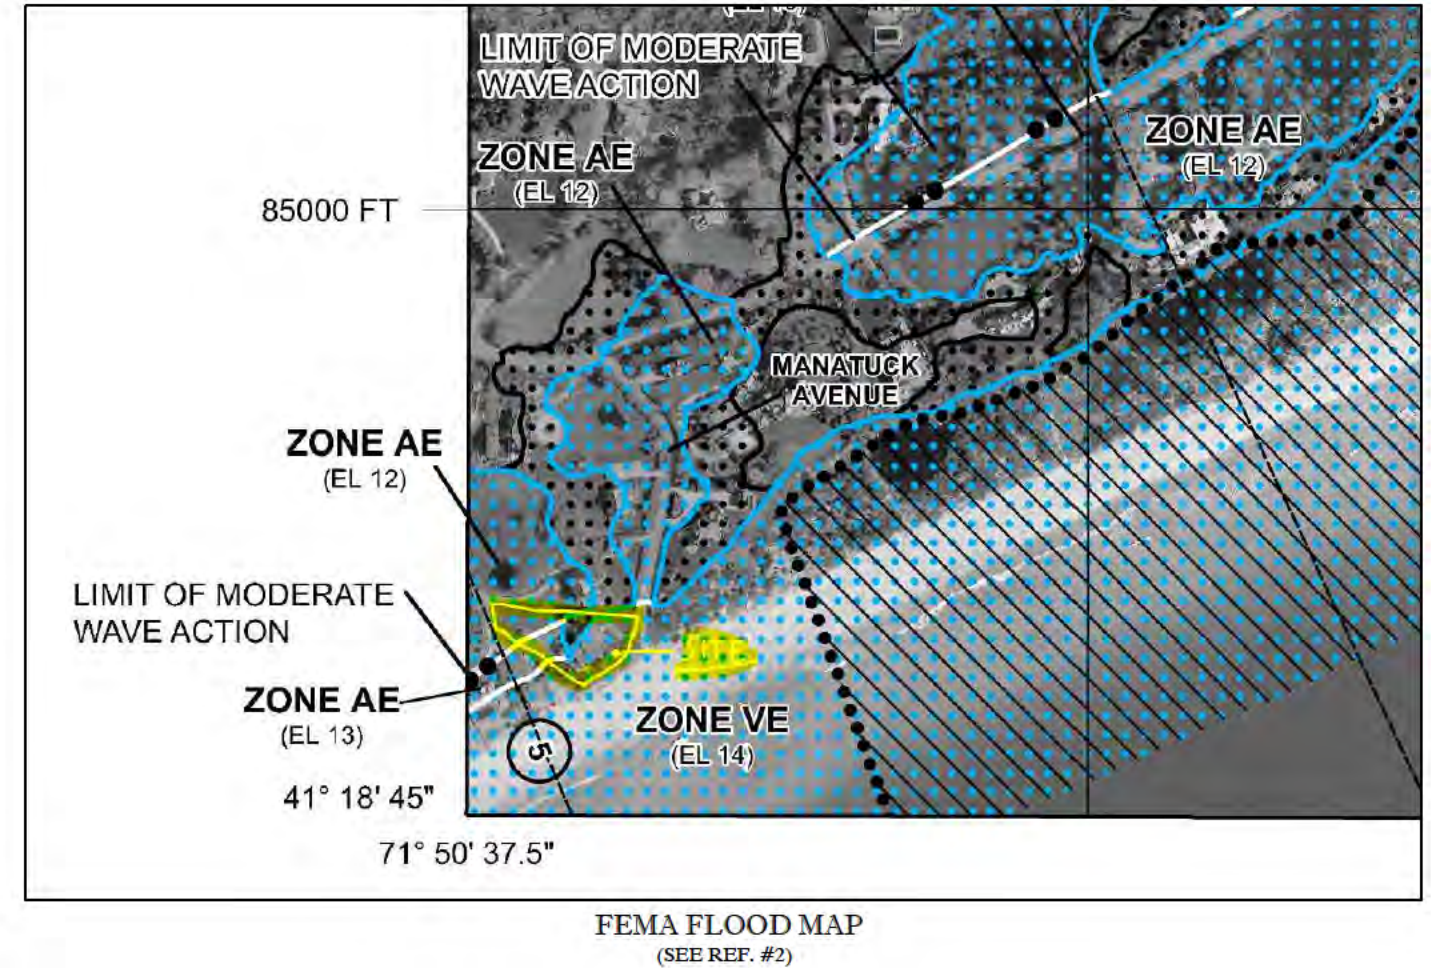 LIMIT OF MODERATE
WAVE ACTION
ZONE AE
(EL 12)
ZONE AE
(EL 12)
85000 FT
MANATUCK
AVENUE
ZONE AE
(EL 12)
LIMIT OF MODERATE
WAVE ACTION
SITE
ZONE AE
(EL 13)
ZONE VE
(EL 14)
5
41° 18' 45"
71° 50' 37.5"
FEMA FLOOD MAP
(SEE REF. #2)